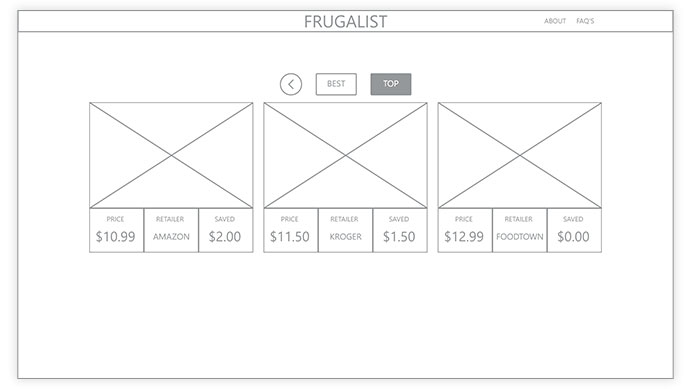 FRUGALIST
ABOUT FAQ'S
BEST TOP
PRICE RETAILER SAVED
$10.99 AMAZON $2.00
PRICE RETAILER SAVED
$11.50 KROGER $1.50
PRICE RETAILER SAVED
$12.99 FOODTOWN $0.00